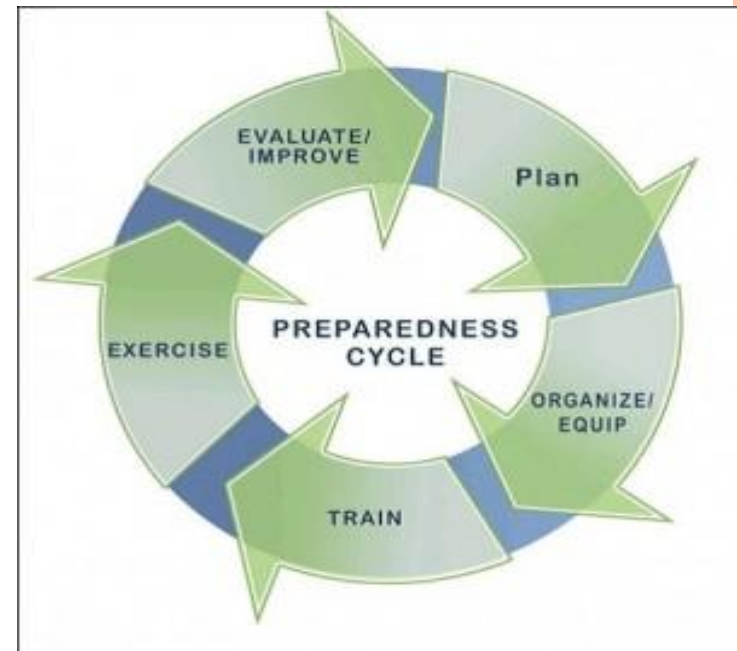 EVALUATE/
IMPROVE
Plan
PREPAREDNESS
CYCLE
EXERCISE
ORGANIZE/
EQUIP
TRAIN